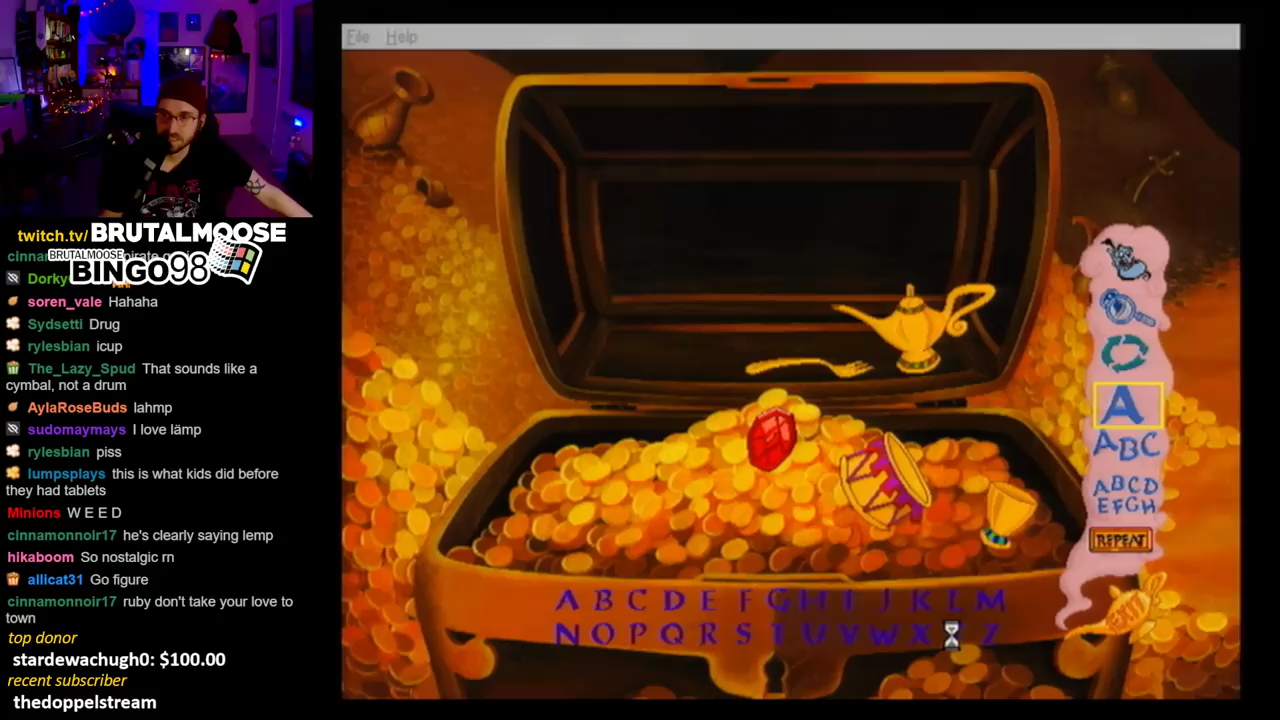 File Help
twitch.tv/BRUTALMOOSE
BRUTALMOOSE
BINGO98
Dorky
soren_vale Hahaha
Sydsetti Drug
rylesbian icup
The_Lazy_Spud That sounds like a
cymbal, not a drum
AylaRoseBuds lahmp
sudomaymays I love lämp
rylesbian piss
lumpsplays this is what kids did before
they had tablets
Minions W E E D
cinnamonnoir17 he's clearly saying lemp
hikaboom So nostalgic rn
allicat31 Go figure
cinnamonnoir17 ruby don't take your love to
town
top donor
stardewachugh0: $100.00
recent subscriber
thedoppelstream
A B C D E F G H I J K L M
N O P Q R S T U V W X Z
A
ABC
ABCD
EFGH
REPEAT
EXIT